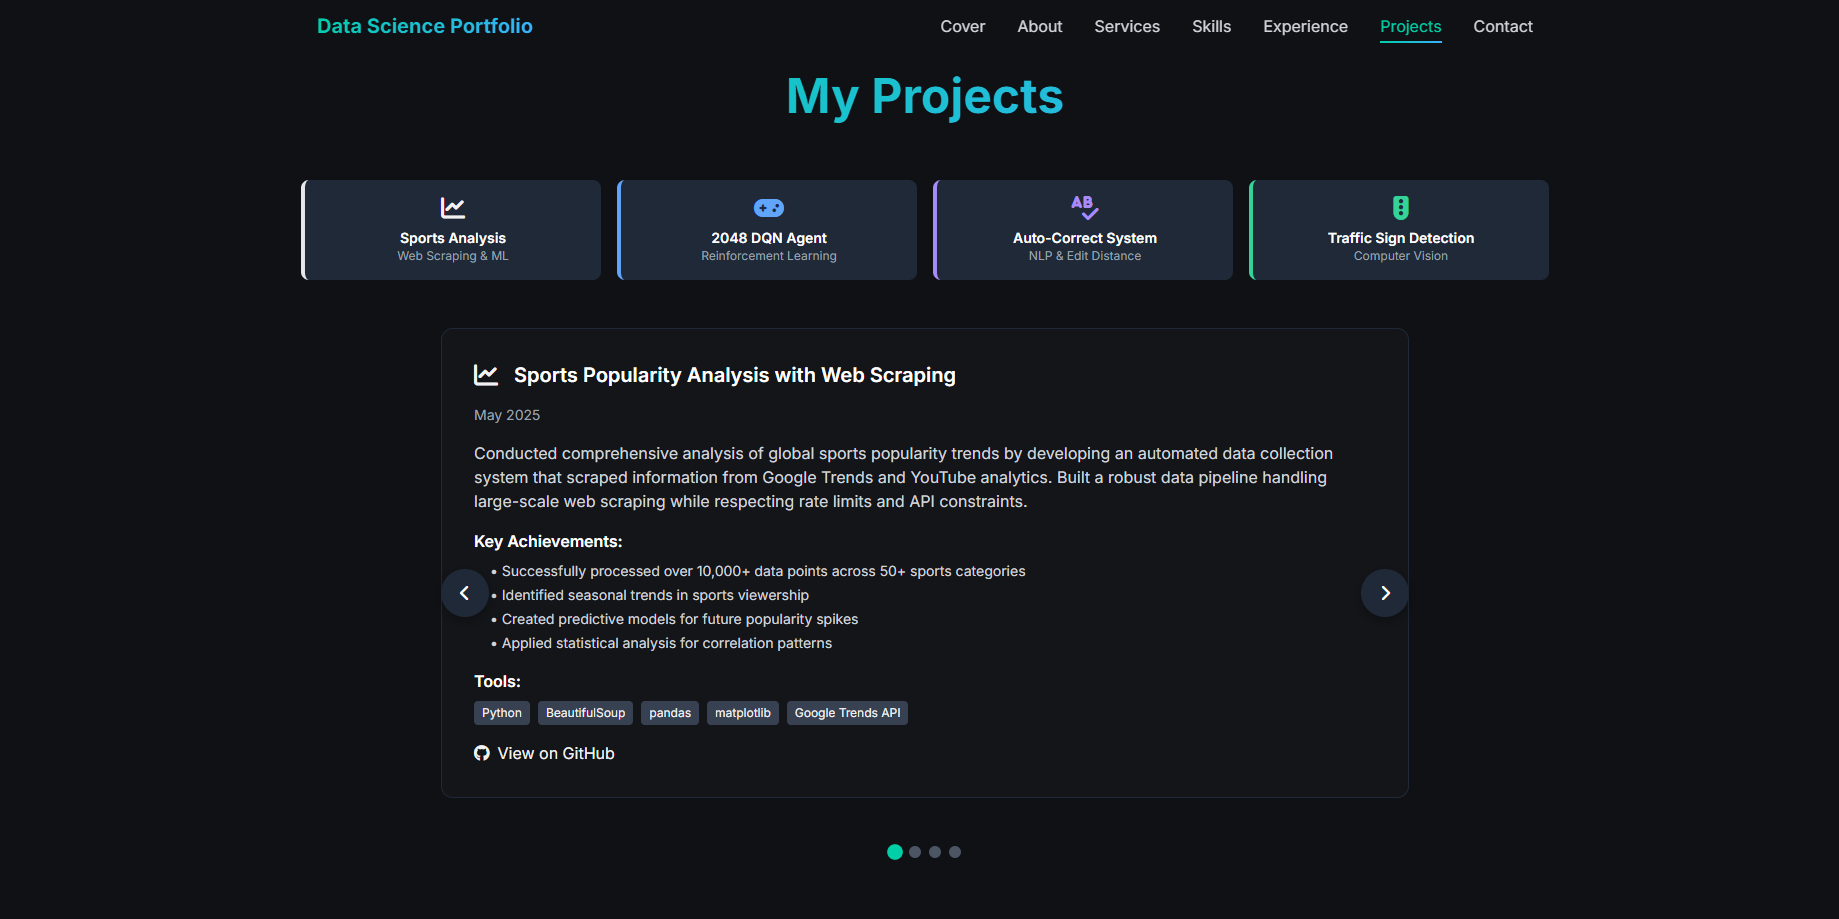 Data Science Portfolio
Cover About Services Skills Experience Projects Contact
My Projects
Sports Analysis
Web Scraping & ML
2048 DQN Agent
Reinforcement Learning
AB
Auto-Correct System
NLP & Edit Distance
Traffic Sign Detection
Computer Vision
Sports Popularity Analysis with Web Scraping
May 2025
Conducted comprehensive analysis of global sports popularity trends by developing an automated data collection
system that scraped information from Google Trends and YouTube analytics. Built a robust data pipeline handling
large-scale web scraping while respecting rate limits and API constraints.
Key Achievements:
• Successfully processed over 10,000+ data points across 50+ sports categories
• Identified seasonal trends in sports viewership
• Created predictive models for future popularity spikes
• Applied statistical analysis for correlation patterns
Tools:
Python BeautifulSoup pandas matplotlib Google Trends API
View on GitHub